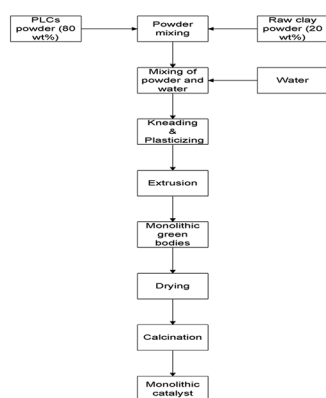 PLCs
powder (80
wt%)
Powder
mixing
Raw clay
powder (20
wt%)
Mixing of
powder and
water
Water
Kneading
&
Plasticizing
Extrusion
Monolithic
green
bodies
Drying
Calcination
Monolithic
catalyst